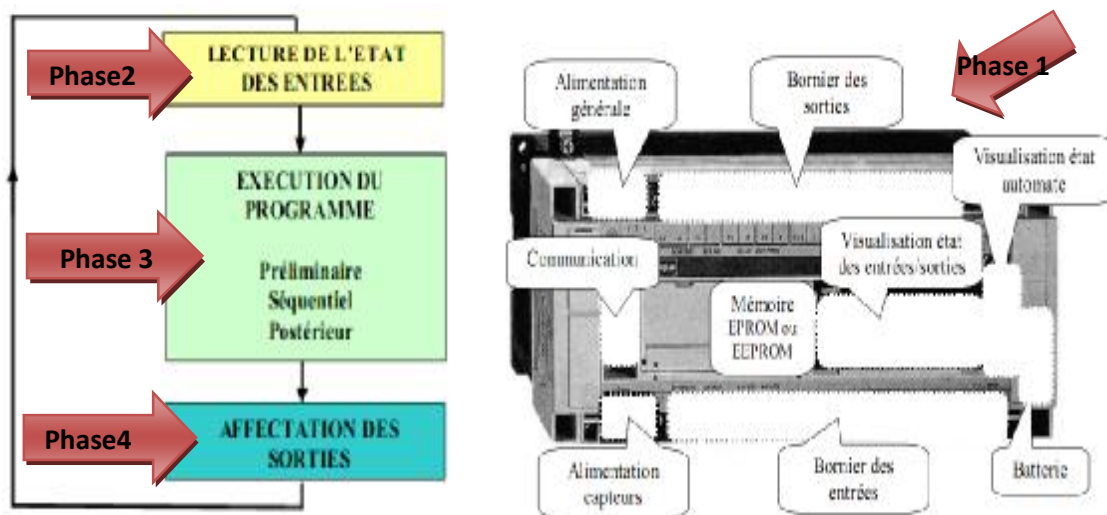 Phase2
LECTURE DE L'ETAT
DES ENTREES
Phase 3
EXECUTION DU
PROGRAMME
Préliminaire
Séquentiel
Postérieur
Phase4
AFFECTATION DES
SORTIES
Phase 1
Alimentation
générale
Bornier des
sorties
Visualisation état
automate
Communication
Visualisation état
des entrées/sorties
Mémoire
EPROM ou
EEPROM
Alimentation
capteurs
Bornier des
entrées
Batterie